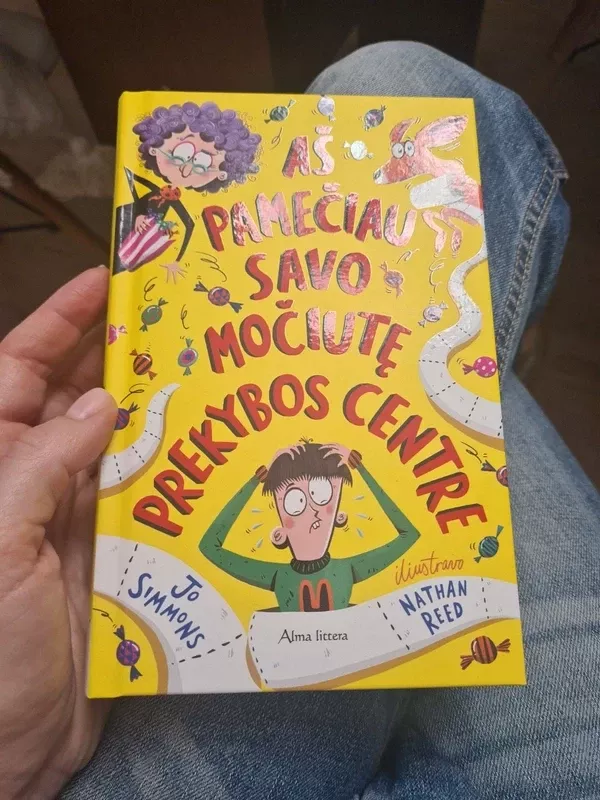 AŠ
PAMEČIAU
SAVO
MOČIUTĘ
PREKYBOS CENTRE
JO
SIMMONS
iliustravo
NATHAN
REED
Alma littera
M